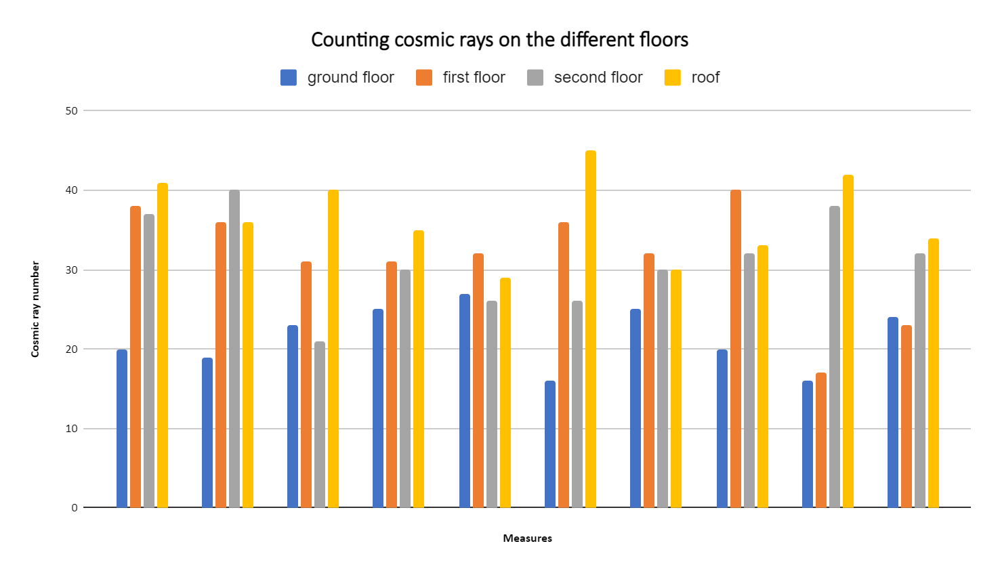 Counting cosmic rays on the different floors
ground floor first floor second floor roof
50
40
30
20
10
0
Cosmic ray number
Measures